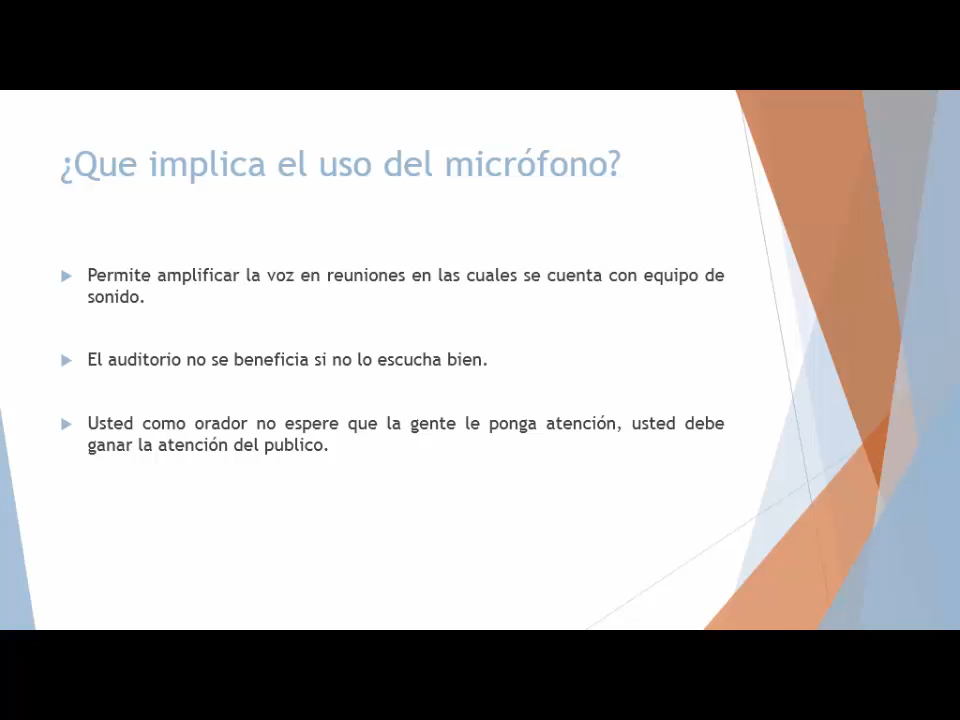 ¿Que implica el uso del micrófono?
Permite amplificar la voz en reuniones en las cuales se cuenta con equipo de
sonido.
El auditorio no se beneficia si no lo escucha bien.
Usted como orador no espere que la gente le ponga atención, usted debe
ganar la atención del publico.